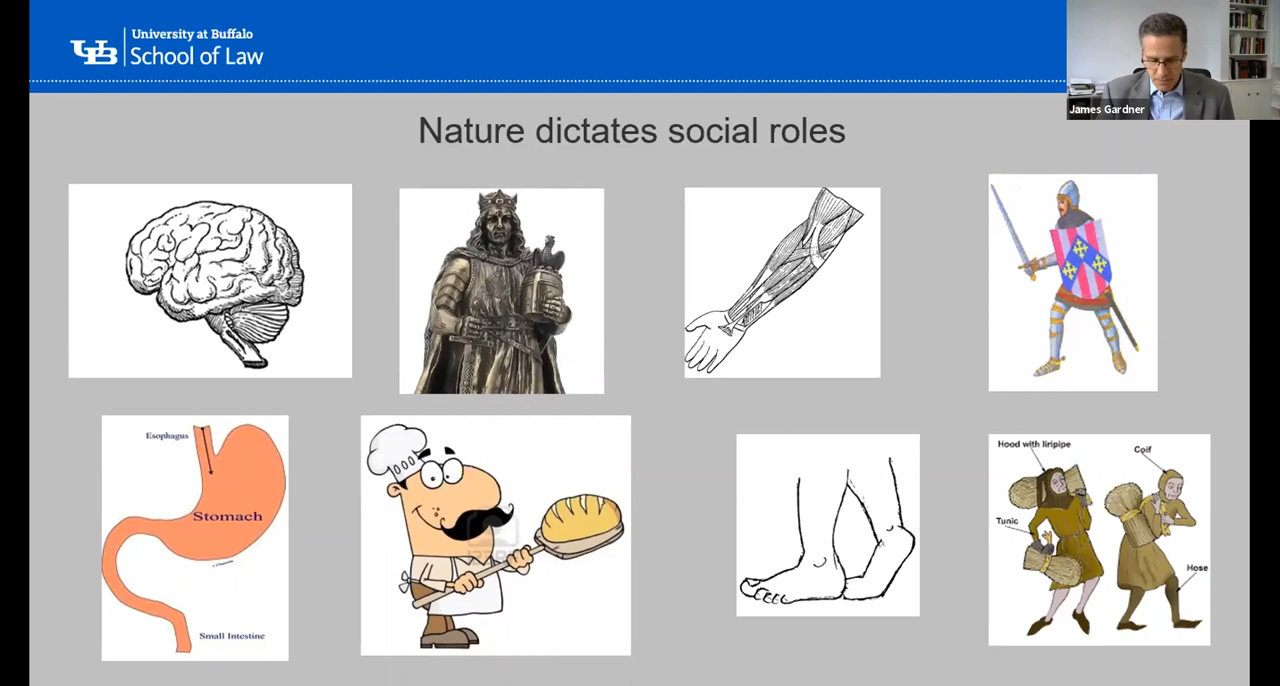 University at Buffalo
School of Law
UB
James Gardner
Nature dictates social roles
Esophagus
Stomach
Small Intestine
Hood with liripipe
Coif
Tunic
Hose